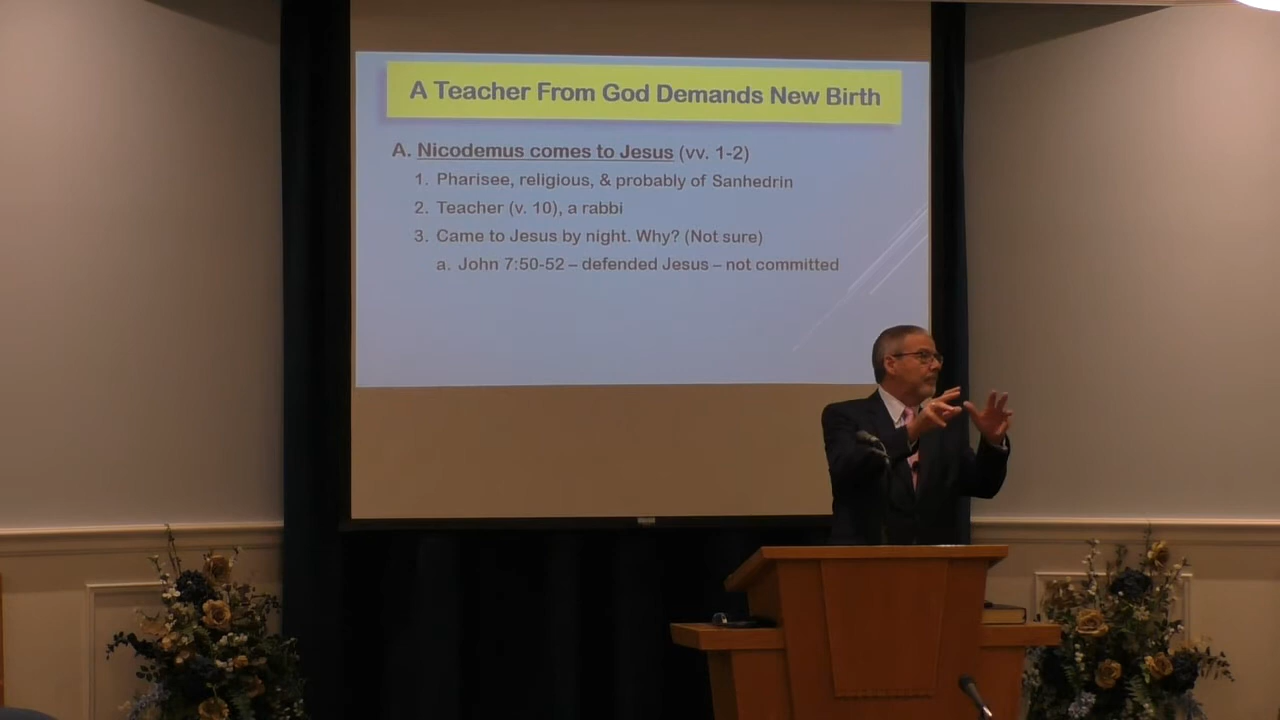 A Teacher From God Demands New Birth
A. Nicodemus comes to Jesus (vv. 1-2)
1. Pharisee, religious, & probably of Sanhedrin
2. Teacher (v. 10), a rabbi
3. Came to Jesus by night. Why? (Not sure)
a. John 7:50-52 – defended Jesus – not committed